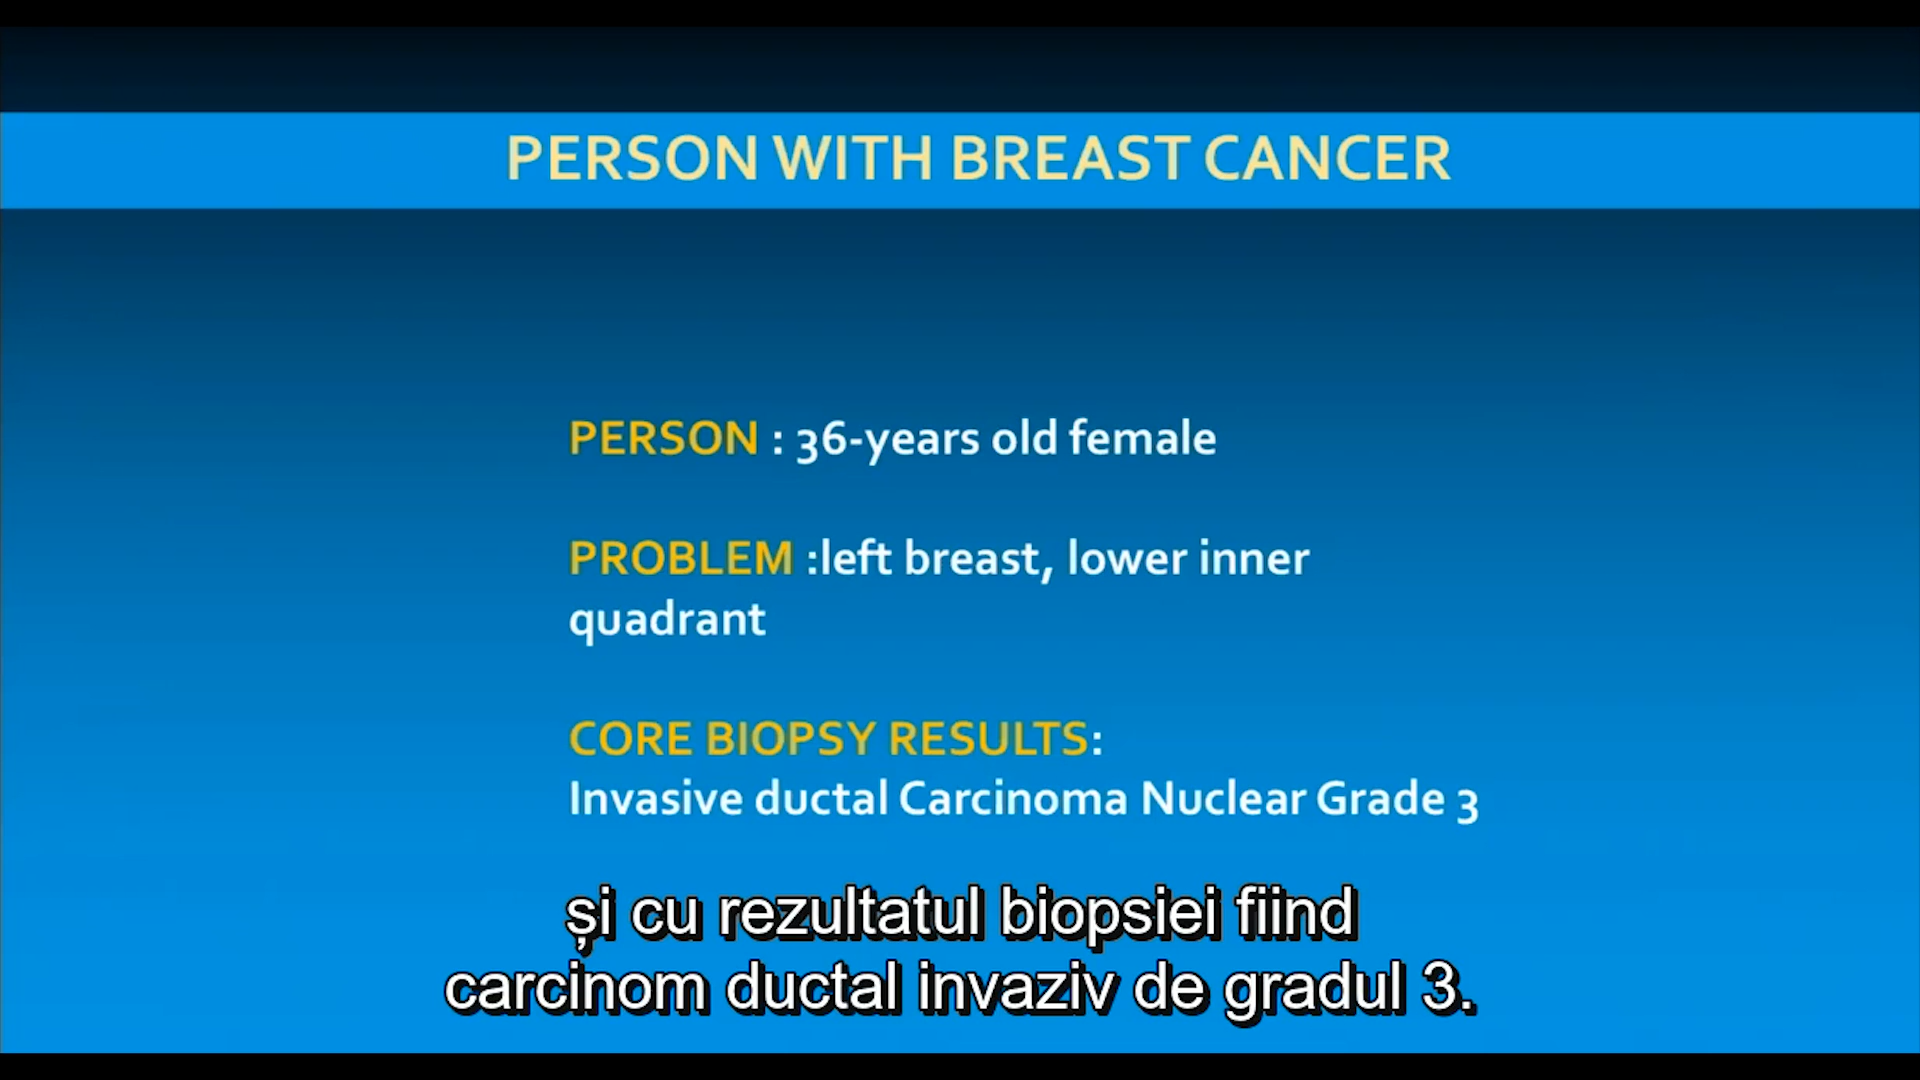 PERSON WITH BREAST CANCER
PERSON : 36-years old female
PROBLEM :left breast, lower inner
quadrant
CORE BIOPSY RESULTS:
Invasive ductal Carcinoma Nuclear Grade 3
și cu rezultatul biopsiei fiind
carcinom ductal invaziv de gradul 3.